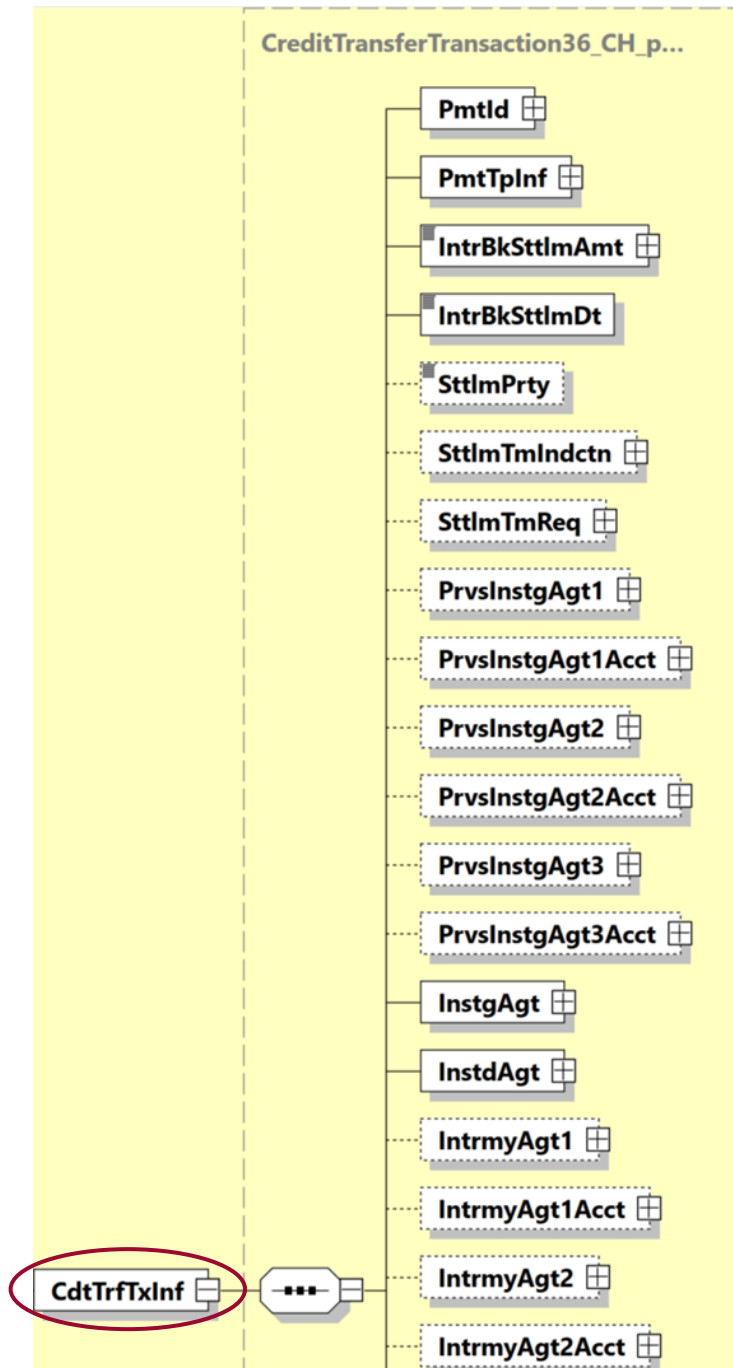 CreditTransferTransaction36_CH_p...
PmtId
PmtTpInf
IntrBkSttlmAmt
IntrBkSttlmDt
SttlmPrty
SttlmTmIndctn
SttlmTmReq
PrvsInstgAgt1
PrvsInstgAgt1Acct
PrvsInstgAgt2
PrvsInstgAgt2Acct
PrvsInstgAgt3
PrvsInstgAgt3Acct
InstgAgt
InstdAgt
IntrmyAgt1
IntrmyAgt1Acct
CdtTrfTxInf
IntrmyAgt2
IntrmyAgt2Acct